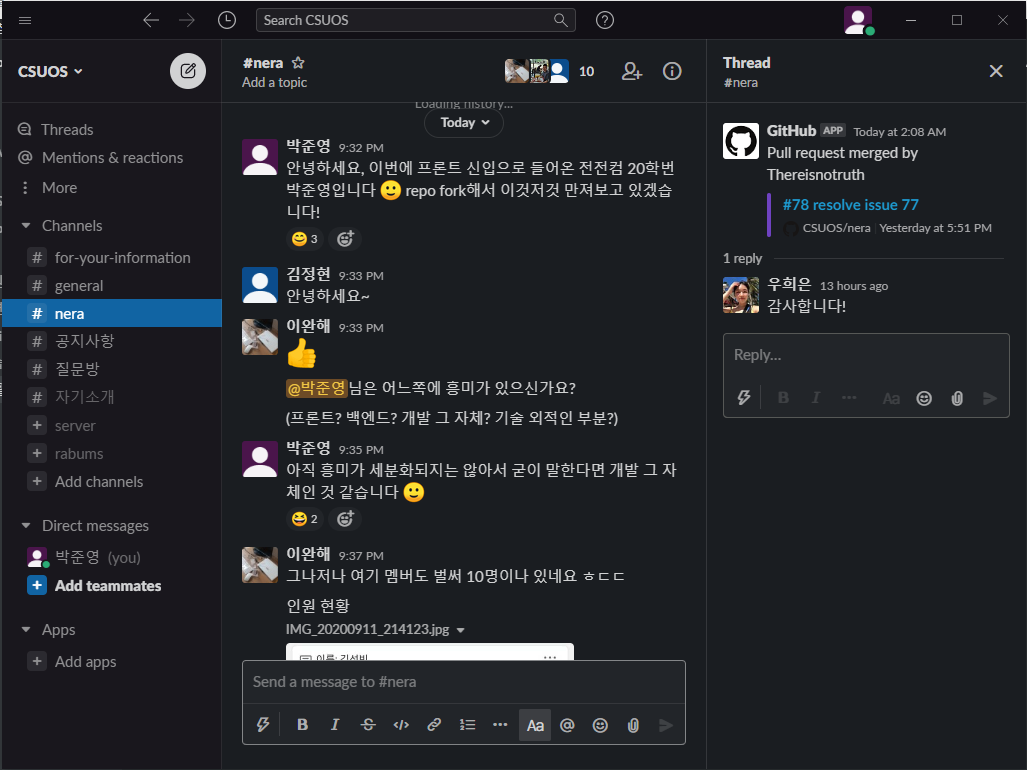 Search CSUOS
CSUOS
Threads
Mentions & reactions
More
Channels
# for-your-information
# general
# nera
# 공지사항
# 질문방
# 자기소개
+ server
+ rabums
+ Add channels
Direct messages
박준영 (you)
+ Add teammates
Apps
+ Add apps
#nera
Add a topic
10
Loading history...
Today
박준영 9:32 PM
안녕하세요, 이번에 프론트 신입으로 들어온 전전컴 20학번
박준영입니다 🙂 repo fork해서 이것저것 만져보고 있겠습
니다!
😊 3
김정현 9:33 PM
안녕하세요~
이완해 9:33 PM
👍
@박준영님은 어느쪽에 흥미가 있으신가요?
(프론트? 백엔드? 개발 그 자체? 기술 외적인 부분?)
박준영 9:35 PM
아직 흥미가 세분화되지는 않아서 굳이 말한다면 개발 그 자
체인 것 같습니다 🙂
😆 2
이완해 9:37 PM
그나저나 여기 멤버도 벌써 10명이나 있네요 ㅎㄷㄷ
인원 현황
IMG_20200911_214123.jpg
이름: 김성빈
Send a message to #nera
B I S </> Aa @
Thread
#nera
GitHub APP Today at 2:08 AM
Pull request merged by
Thereisnotruth
#78 resolve issue 77
CSUOS/nera | Yesterday at 5:51 PM
1 reply
우희은 13 hours ago
감사합니다!
Reply...
B I ... Aa